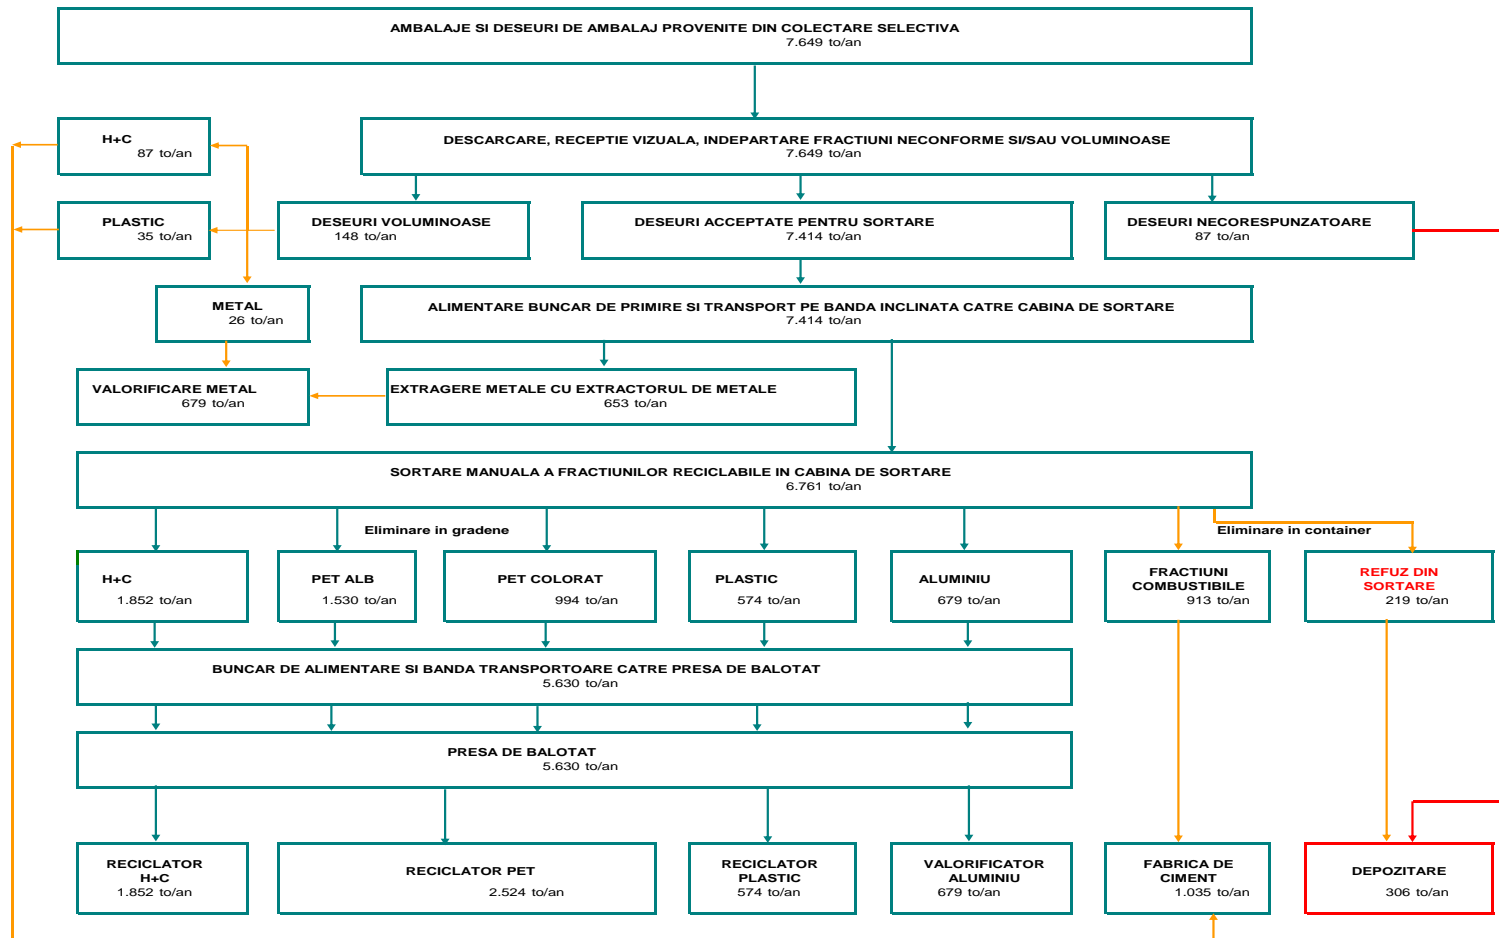 AMBALAJE SI DESEURI DE AMBALAJ PROVENITE DIN COLECTARE SELECTIVA
7.649 to/an
H+C
87 to/an
DESCARCARE, RECEPTIE VIZUALA, INDEPARTARE FRACTIUNI NECONFORME SI/SAU VOLUMINOASE
7.649 to/an
PLASTIC
35 to/an
DESEURI VOLUMINOASE
148 to/an
DESEURI ACCEPTATE PENTRU SORTARE
7.414 to/an
DESEURI NECORESPUNZATOARE
87 to/an
METAL
26 to/an
ALIMENTARE BUNCAR DE PRIMIRE SI TRANSPORT PE BANDA INCLINATA CATRE CABINA DE SORTARE
7.414 to/an
VALORIFICARE METAL
679 to/an
EXTRAGERE METALE CU EXTRACTORUL DE METALE
653 to/an
SORTARE MANUALA A FRACTIUNILOR RECICLABILE IN CABINA DE SORTARE
6.761 to/an
Eliminare in gradene
Eliminare in container
H+C
1.852 to/an
PET ALB
1.530 to/an
PET COLORAT
994 to/an
PLASTIC
574 to/an
ALUMINIU
679 to/an
FRACTIUNI
COMBUSTIBILE
913 to/an
REFUZ DIN
SORTARE
219 to/an
BUNCAR DE ALIMENTARE SI BANDA TRANSPORTOARE CATRE PRESA DE BALOTAT
5.630 to/an
PRESA DE BALOTAT
5.630 to/an
RECICLATOR
H+C
1.852 to/an
RECICLATOR PET
2.524 to/an
RECICLATOR
PLASTIC
574 to/an
VALORIFICATOR
ALUMINIU
679 to/an
FABRICA DE
CIMENT
1.035 to/an
DEPOZITARE
306 to/an